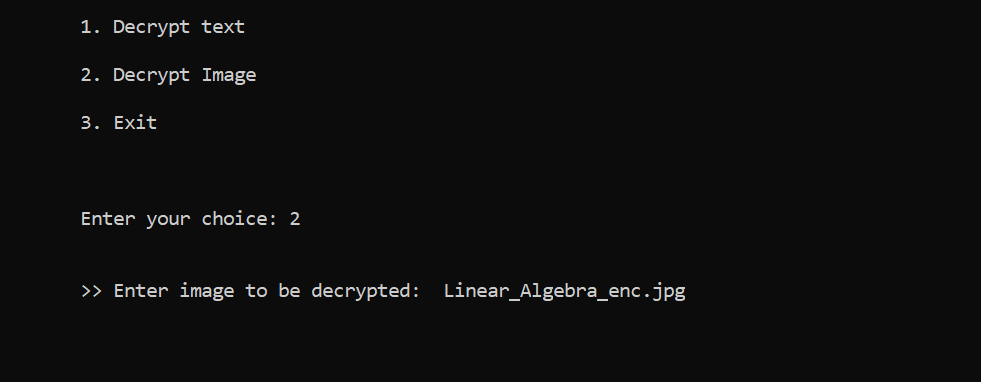 1. Decrypt text
2. Decrypt Image
3. Exit
Enter your choice: 2
>> Enter image to be decrypted:  Linear_Algebra_enc.jpg